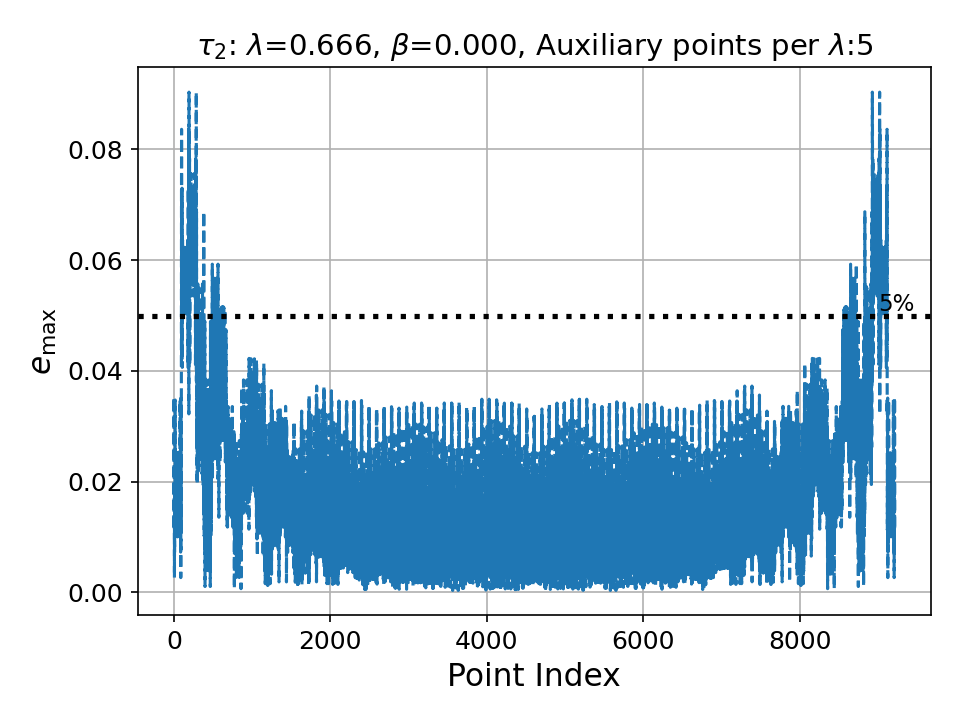 τ₂: λ=0.666, β=0.000, Auxiliary points per λ:5
0.08
0.06
5%
0.04
0.02
0.00
e_max
0 2000 4000 6000 8000
Point Index